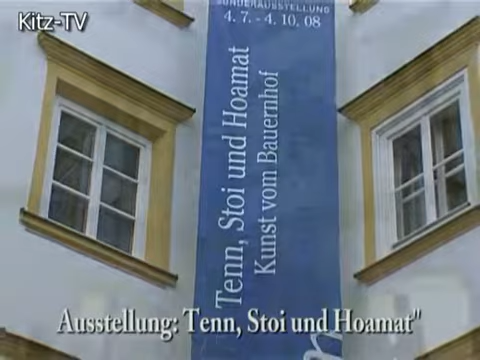 Kitz-TV
SONDERAUSSTELLUNG
4. 7. - 4. 10. 08
Tenn, Stoi und Hoamat
Kunst vom Bauernhof
Ausstellung: Tenn, Stoi und Hoamat"